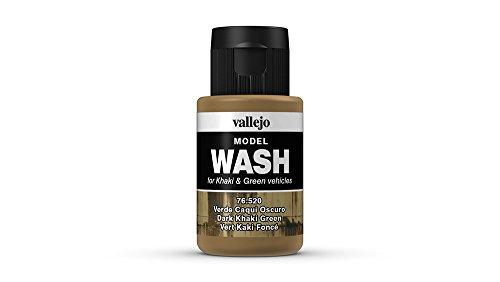 vallejo
MODEL
WASH
for Khaki & Green vehicles
76.520
Verde Caqui Oscuro
Dark Khaki Green
Vert Kaki Foncé